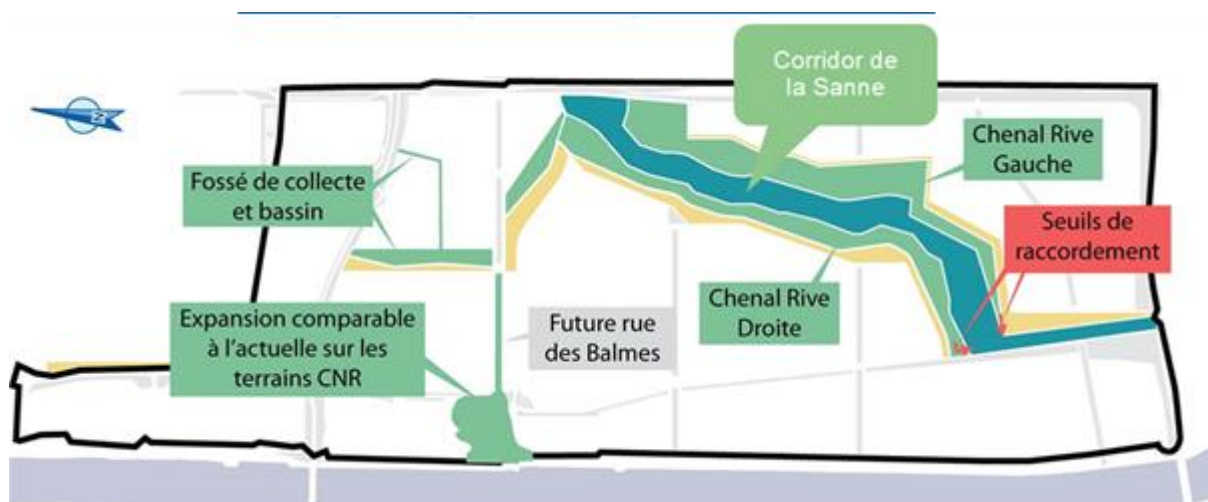 Corridor de
la Sanne
Chenal Rive
Gauche
Fossé de collecte
et bassin
Seuils de
raccordement
Chenal Rive
Droite
Expansion comparable
à l'actuelle sur les
terrains CNR
Future rue
des Balmes
N